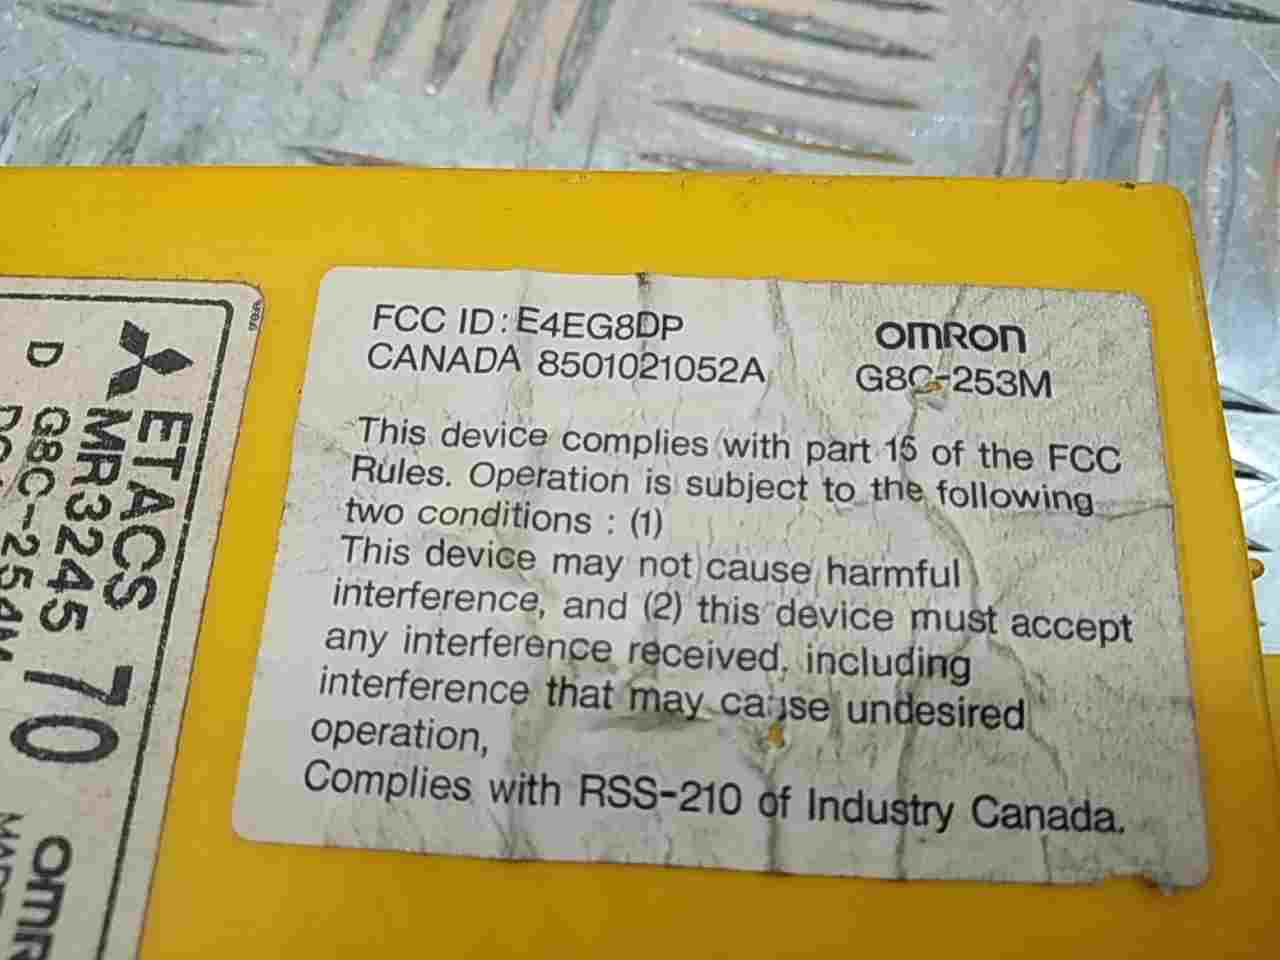 FCC ID: E4EG8DP
CANADA 8501021052A
OMRON
G8C-253M
This device complies with part 15 of the FCC
Rules. Operation is subject to the following
two conditions : (1)
This device may not cause harmful
interference, and (2) this device must accept
any interference received, including
interference that may cause undesired
operation,
Complies with RSS-210 of Industry Canada.
ETACS
MR3245 70
D G8C-254M